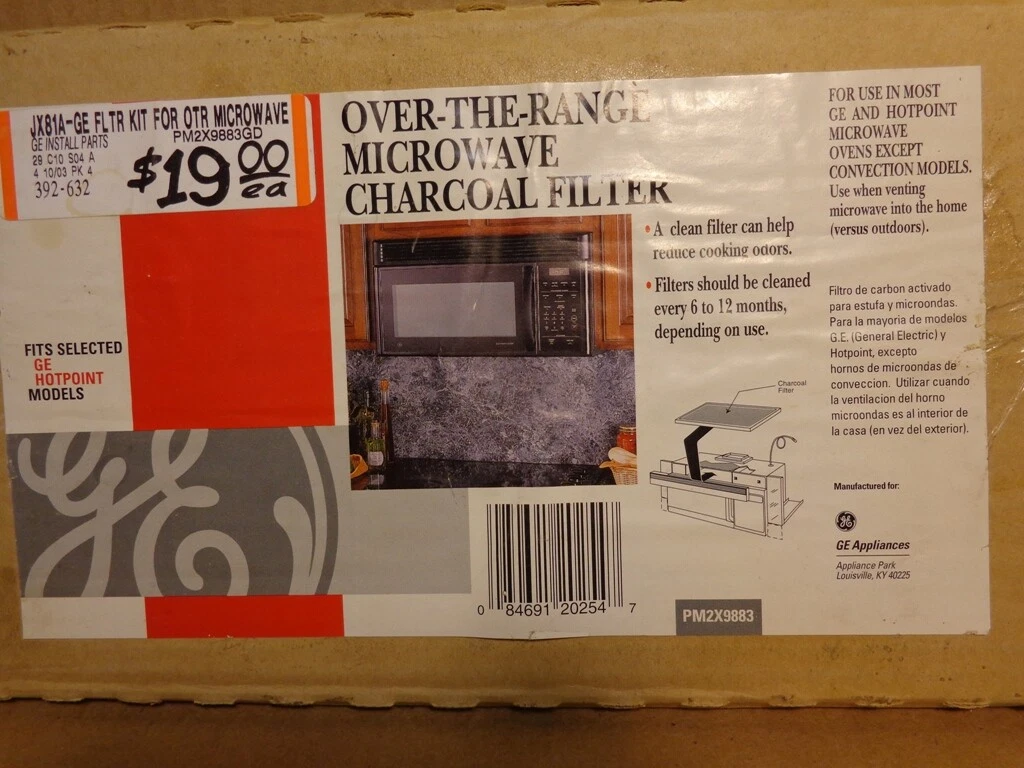 JX81A-GE FLTR KIT FOR OTR MICROWAVE
GE INSTALL PARTS
PM2X9883GD
29 C10 S04 A
4 10/03 PK 4
392-632
$19.00 ea
OVER-THE-RANGE
MICROWAVE
CHARCOAL FILTER
• A clean filter can help
reduce cooking odors.
• Filters should be cleaned
every 6 to 12 months,
depending on use.
FOR USE IN MOST
GE AND HOTPOINT
MICROWAVE
OVENS EXCEPT
CONVECTION MODELS.
Use when venting
microwave into the home
(versus outdoors).
Filtro de carbon activado
para estufa y microondas.
Para la mayoria de modelos
G.E. (General Electric) y
Hotpoint, excepto
hornos de microondas de
conveccion. Utilizar cuando
la ventilacion del horno
microondas es al interior de
la casa (en vez del exterior).
FITS SELECTED
GE
HOTPOINT
MODELS
GE
Charcoal
Filter
Manufactured for:
GE
GE Appliances
Appliance Park
Louisville, KY 40225
0 84691 20254 7
PM2X9883